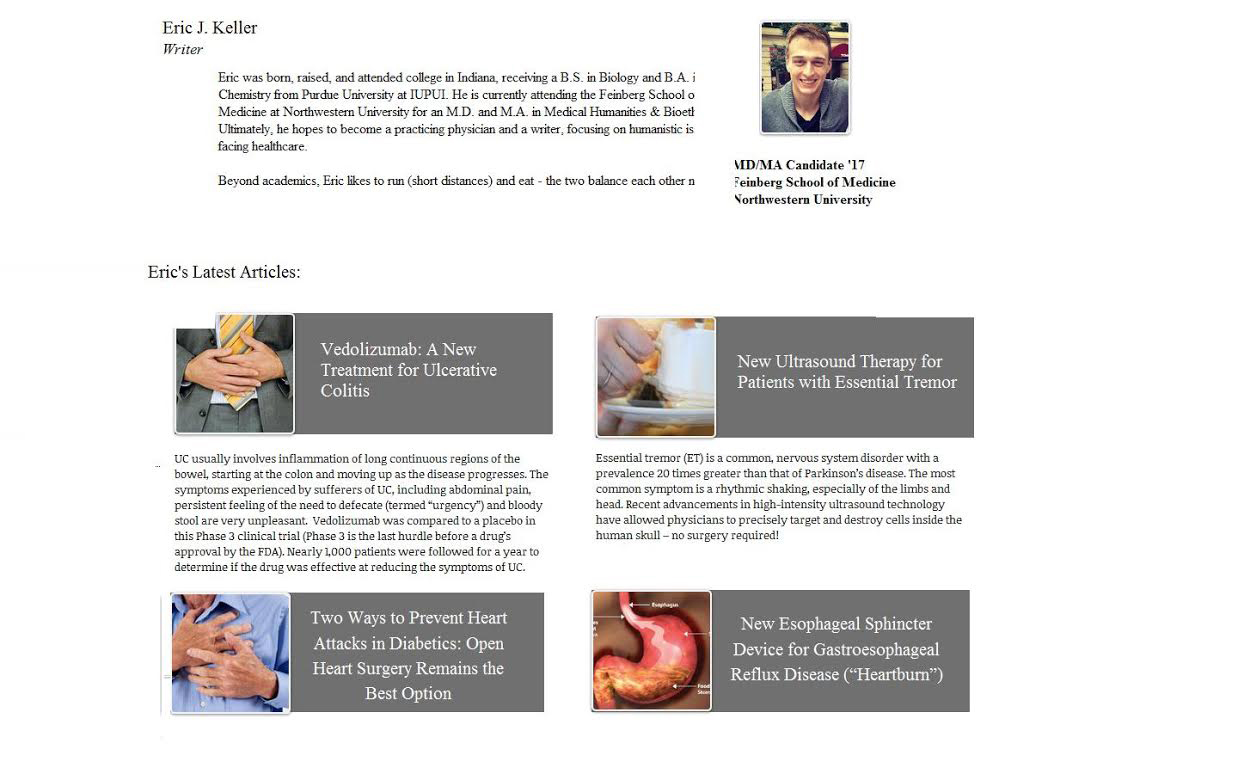 Eric J. Keller
Writer
Eric was born, raised, and attended college in Indiana, receiving a B.S. in Biology and B.A. i
Chemistry from Purdue University at IUPUI. He is currently attending the Feinberg School o
Medicine at Northwestern University for an M.D. and M.A. in Medical Humanities & Bioeth
Ultimately, he hopes to become a practicing physician and a writer, focusing on humanistic is
facing healthcare.
Beyond academics, Eric likes to run (short distances) and eat - the two balance each other n
MD/MA Candidate '17
Feinberg School of Medicine
Northwestern University
Eric's Latest Articles:
Vedolizumab: A New
Treatment for Ulcerative
Colitis
New Ultrasound Therapy for
Patients with Essential Tremor
UC usually involves inflammation of long continuous regions of the
bowel, starting at the colon and moving up as the disease progresses. The
symptoms experienced by sufferers of UC, including abdominal pain,
persistent feeling of the need to defecate (termed “urgency”) and bloody
stool are very unpleasant. Vedolizumab was compared to a placebo in
this Phase 3 clinical trial (Phase 3 is the last hurdle before a drug’s
approval by the FDA). Nearly 1,000 patients were followed for a year to
determine if the drug was effective at reducing the symptoms of UC.
Essential tremor (ET) is a common, nervous system disorder with a
prevalence 20 times greater than that of Parkinson’s disease. The most
common symptom is a rhythmic shaking, especially of the limbs and
head. Recent advancements in high-intensity ultrasound technology
have allowed physicians to precisely target and destroy cells inside the
human skull – no surgery required!
Two Ways to Prevent Heart
Attacks in Diabetics: Open
Heart Surgery Remains the
Best Option
Esophagus
Food
New Esophageal Sphincter
Device for Gastroesophageal
Reflux Disease (“Heartburn”)